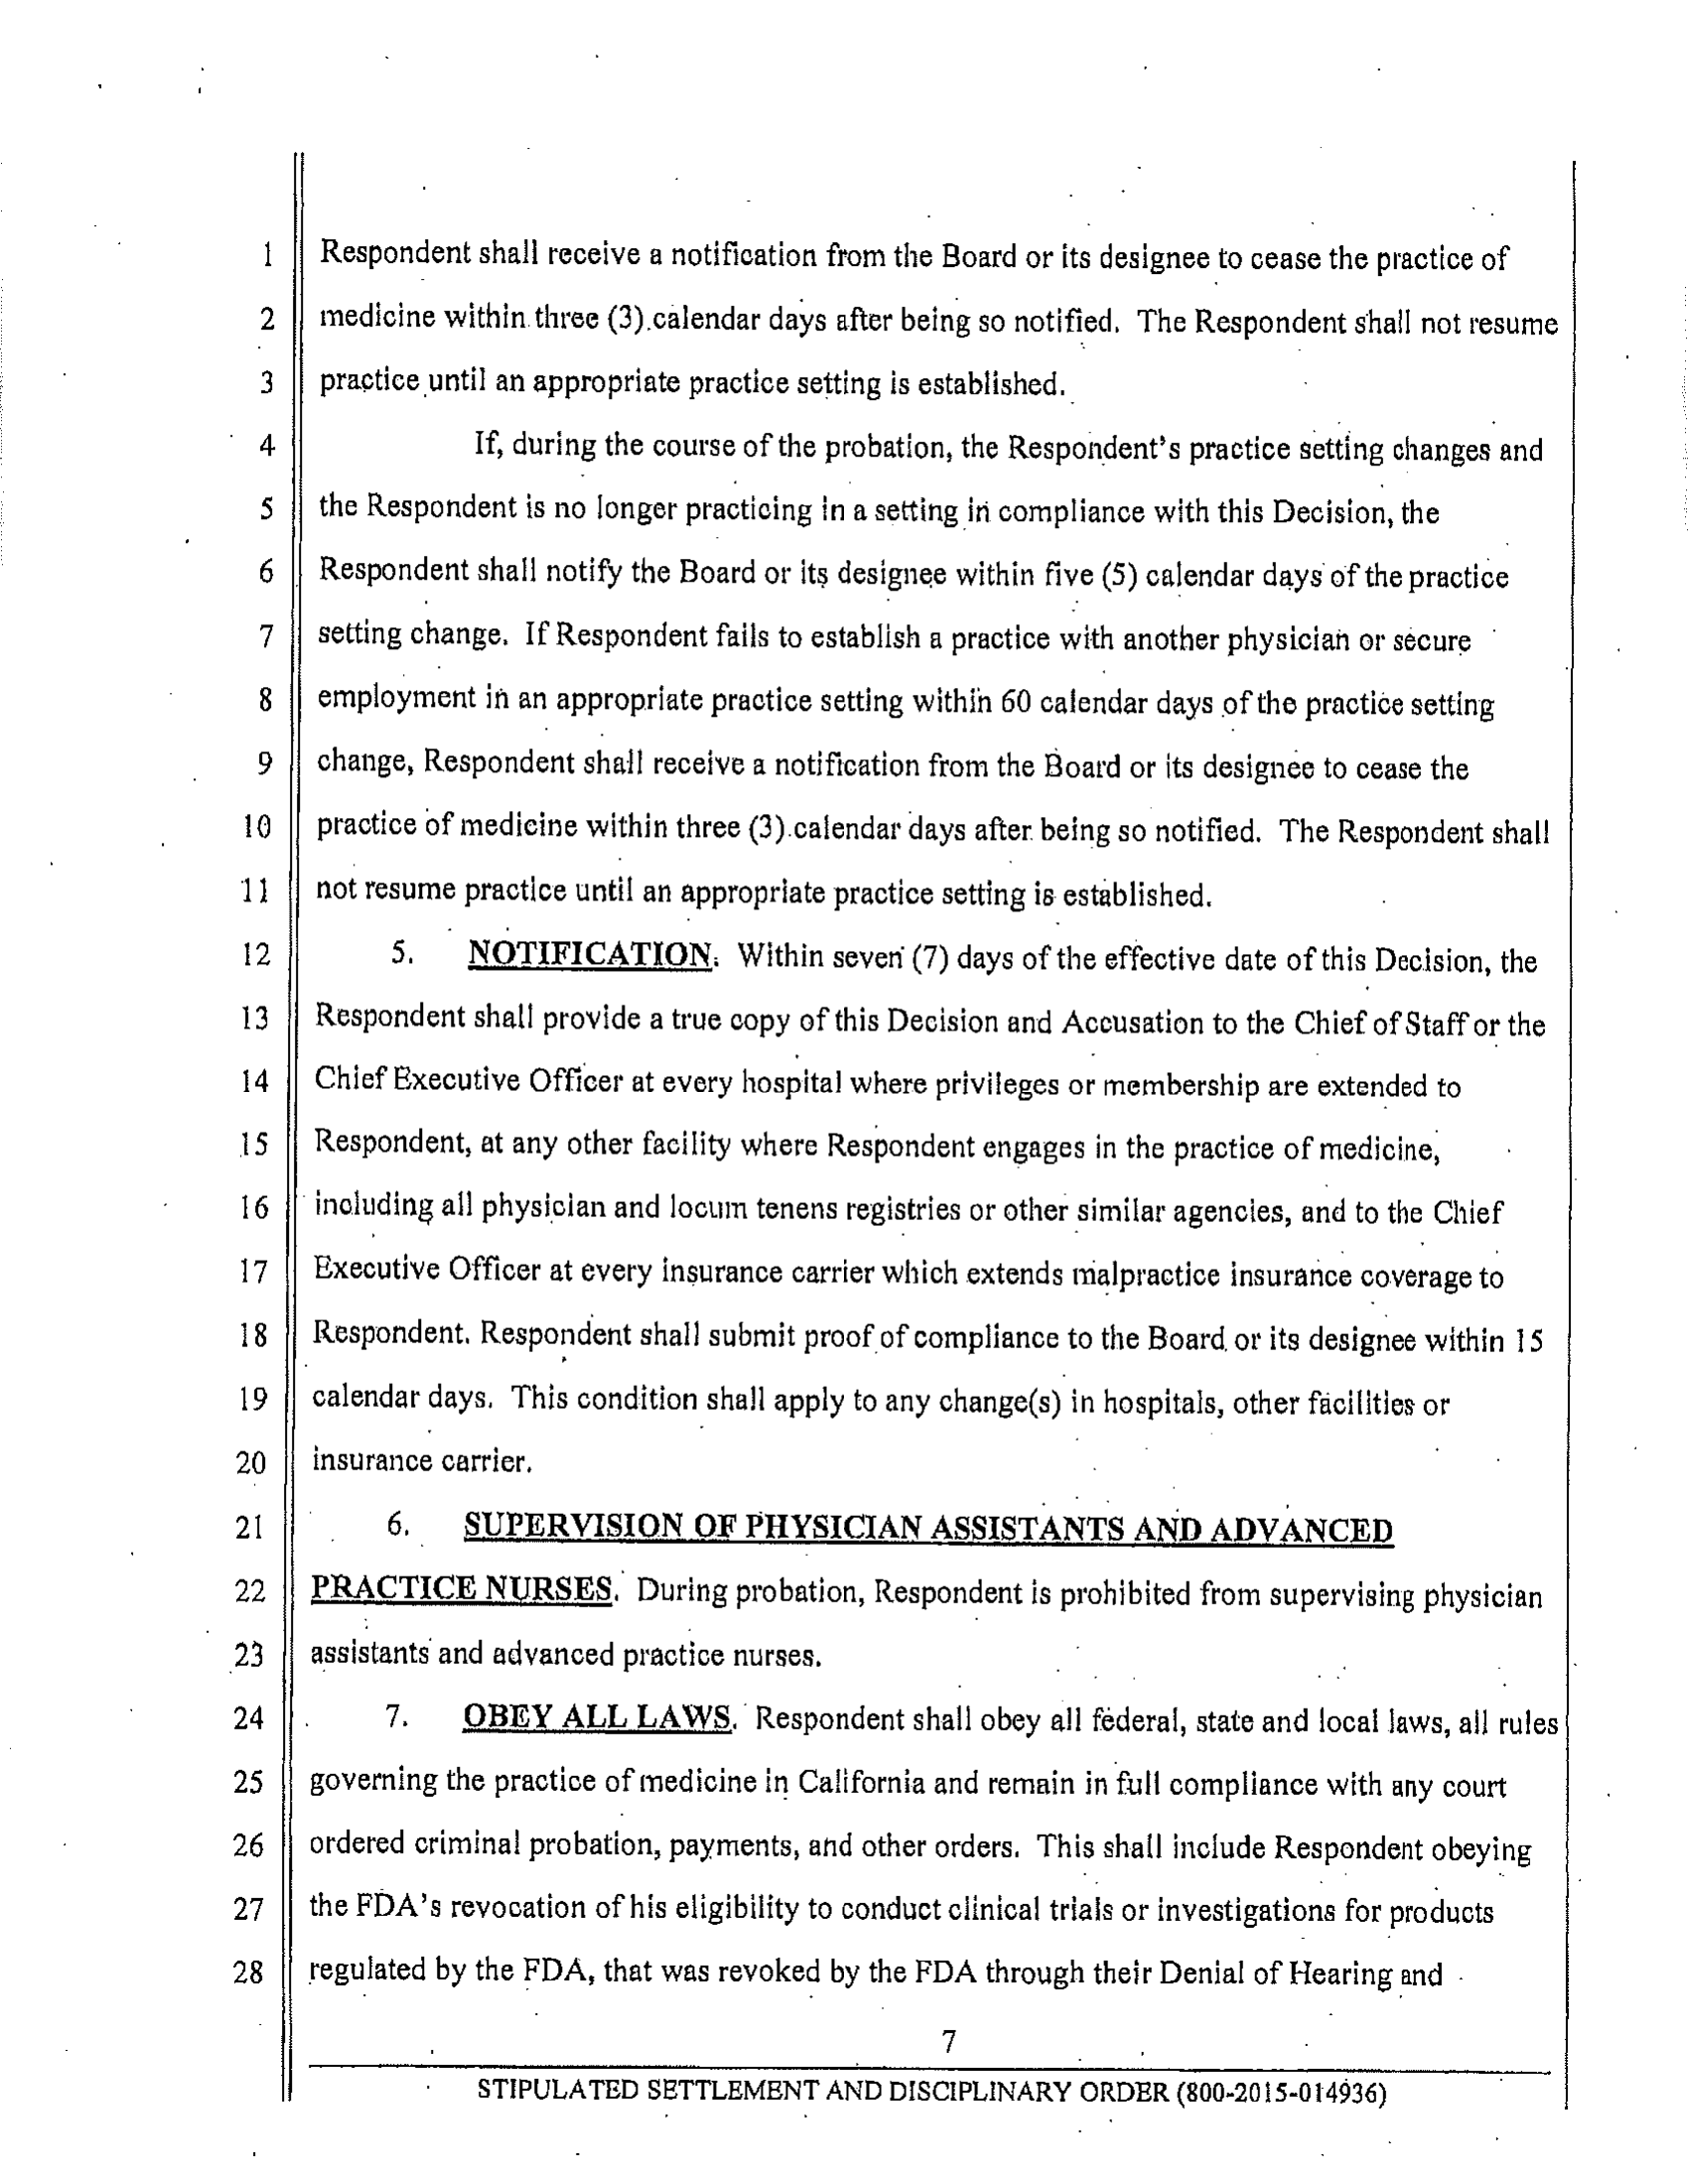 1 Respondent shall receive a notification from the Board or its designee to cease the practice of
2 medicine within three (3) calendar days after being so notified. The Respondent shall not resume
3 practice until an appropriate practice setting is established.
4 If, during the course of the probation, the Respondent's practice setting changes and
5 the Respondent is no longer practicing in a setting in compliance with this Decision, the
6 Respondent shall notify the Board or its designee within five (5) calendar days of the practice
7 setting change. If Respondent fails to establish a practice with another physician or secure
8 employment in an appropriate practice setting within 60 calendar days of the practice setting
9 change, Respondent shall receive a notification from the Board or its designee to cease the
10 practice of medicine within three (3) calendar days after being so notified. The Respondent shall
11 not resume practice until an appropriate practice setting is established.
12 5. NOTIFICATION. Within seven (7) days of the effective date of this Decision, the
13 Respondent shall provide a true copy of this Decision and Accusation to the Chief of Staff or the
14 Chief Executive Officer at every hospital where privileges or membership are extended to
15 Respondent, at any other facility where Respondent engages in the practice of medicine,
16 including all physician and locum tenens registries or other similar agencies, and to the Chief
17 Executive Officer at every insurance carrier which extends malpractice insurance coverage to
18 Respondent. Respondent shall submit proof of compliance to the Board or its designee within 15
19 calendar days. This condition shall apply to any change(s) in hospitals, other facilities or
20 insurance carrier.
21 6. SUPERVISION OF PHYSICIAN ASSISTANTS AND ADVANCED
22 PRACTICE NURSES. During probation, Respondent is prohibited from supervising physician
23 assistants and advanced practice nurses.
24 7. OBEY ALL LAWS. Respondent shall obey all federal, state and local laws, all rules
25 governing the practice of medicine in California and remain in full compliance with any court
26 ordered criminal probation, payments, and other orders. This shall include Respondent obeying
27 the FDA's revocation of his eligibility to conduct clinical trials or investigations for products
28 regulated by the FDA, that was revoked by the FDA through their Denial of Hearing and
7
STIPULATED SETTLEMENT AND DISCIPLINARY ORDER (800-2015-014936)